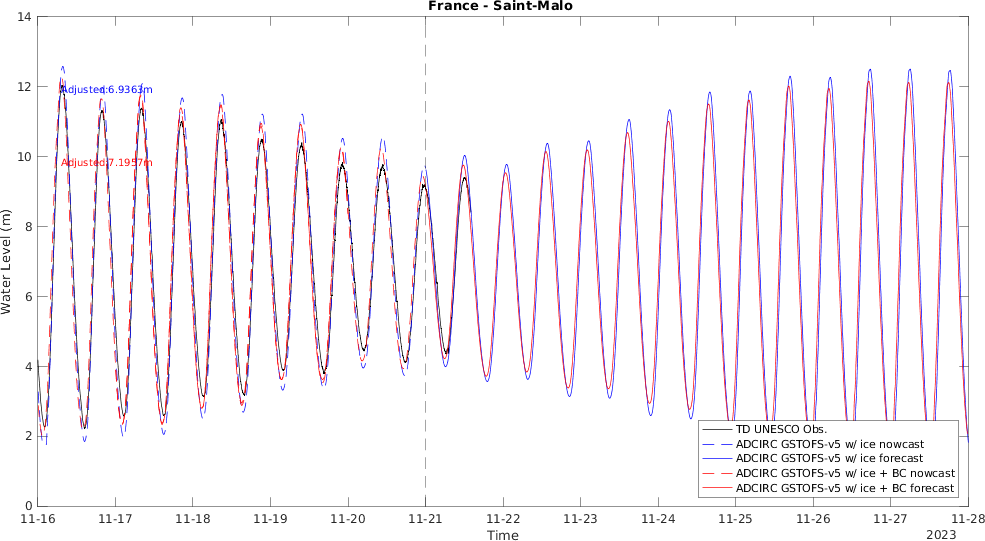 France - Saint-Malo
Water Level (m)
14
12
10
8
6
4
2
0
Adjusted:6.9363m
Adjusted:7.1957m
TD UNESCO Obs.
ADCIRC GSTOFS-v5 w/ ice nowcast
ADCIRC GSTOFS-v5 w/ ice forecast
ADCIRC GSTOFS-v5 w/ ice + BC nowcast
ADCIRC GSTOFS-v5 w/ ice + BC forecast
11-16 11-17 11-18 11-19 11-20 11-21 11-22 11-23 11-24 11-25 11-26 11-27 11-28
Time
2023